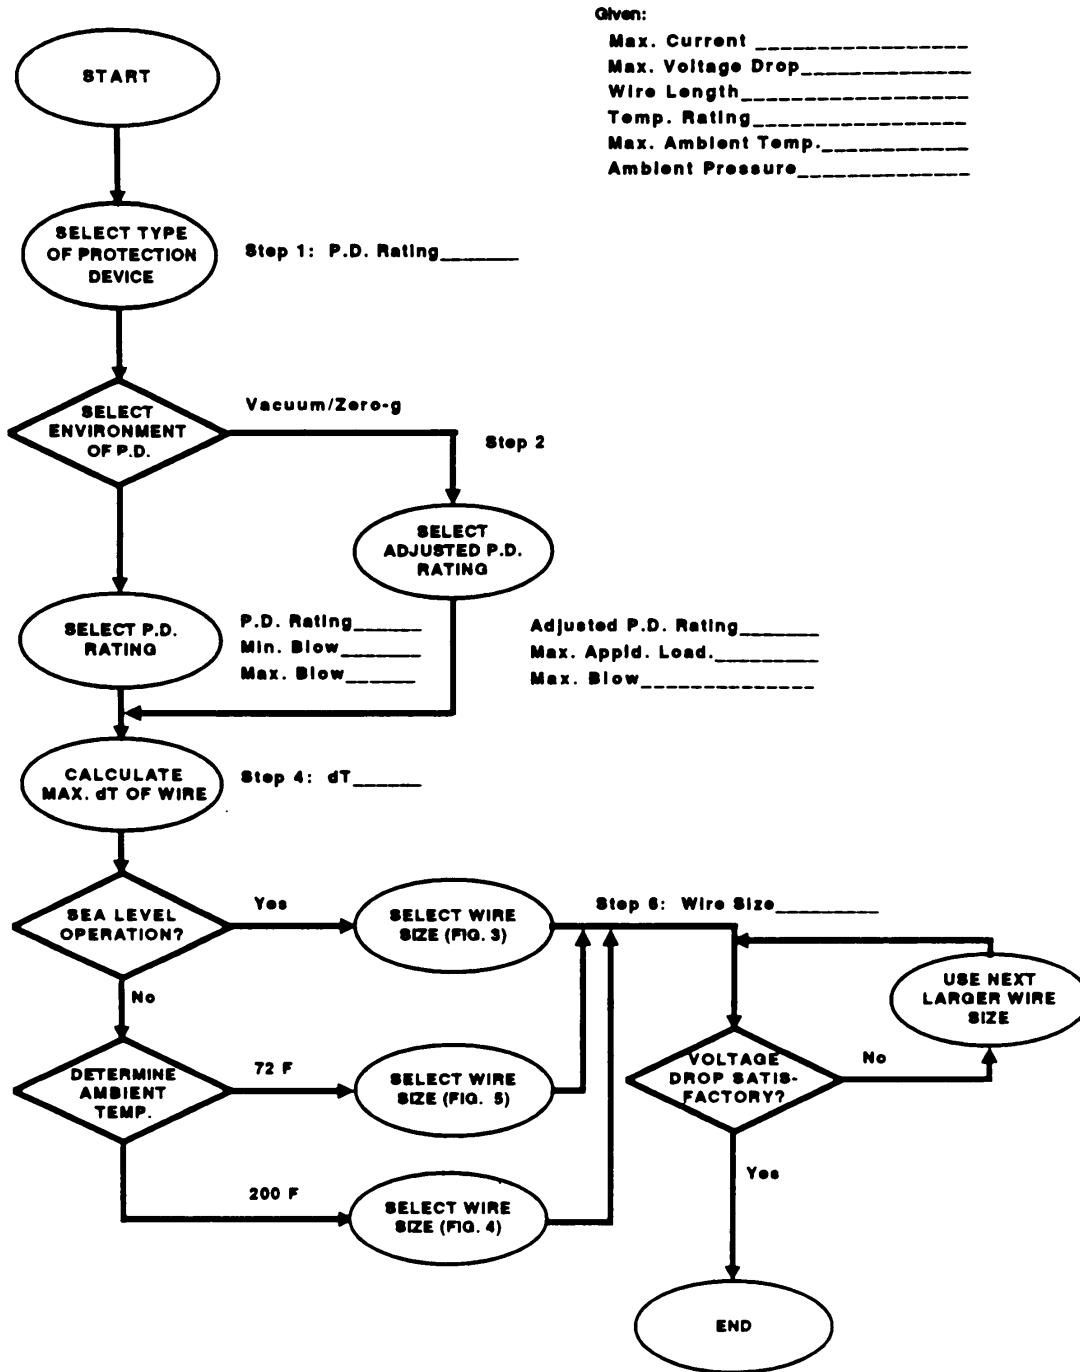 Given:
Max. Current
Max. Voltage Drop
Wire Length
Temp. Rating
Max. Ambient Temp.
Ambient Pressure
START
SELECT TYPE
OF PROTECTION
DEVICE
Step 1: P.D. Rating
SELECT
ENVIRONMENT
OF P.D.
Vacuum/Zero-g
Step 2
SELECT
ADJUSTED P.D.
RATING
SELECT P.D.
RATING
P.D. Rating
Min. Blow
Max. Blow
Adjusted P.D. Rating
Max. Appld. Load.
Max. Blow
CALCULATE
MAX. dT OF WIRE
Step 4: dT
SEA LEVEL
OPERATION?
Yes
SELECT WIRE
SIZE (FIG. 3)
Step 6: Wire Size
USE NEXT
LARGER WIRE
SIZE
No
DETERMINE
AMBIENT
TEMP.
72 F
SELECT WIRE
SIZE (FIG. 5)
VOLTAGE
DROP SATIS-
FACTORY?
No
Yes
200 F
SELECT WIRE
SIZE (FIG. 4)
END